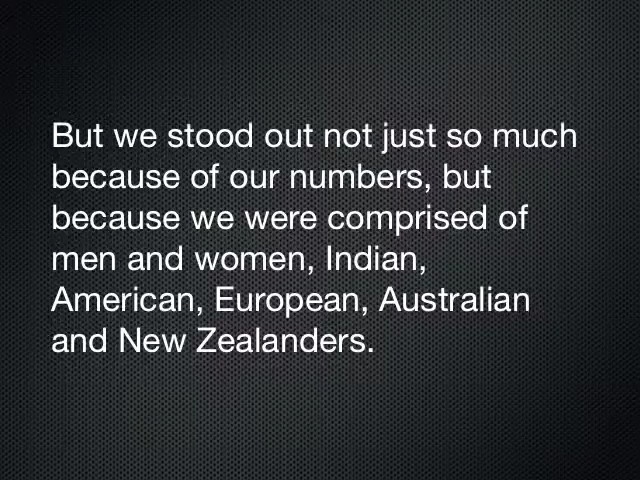 But we stood out not just so much
because of our numbers, but
because we were comprised of
men and women, Indian,
American, European, Australian
and New Zealanders.